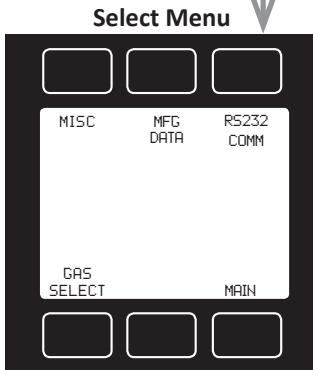 Select Menu
MISC MFG RS232
DATA COMM
GAS
SELECT MAIN